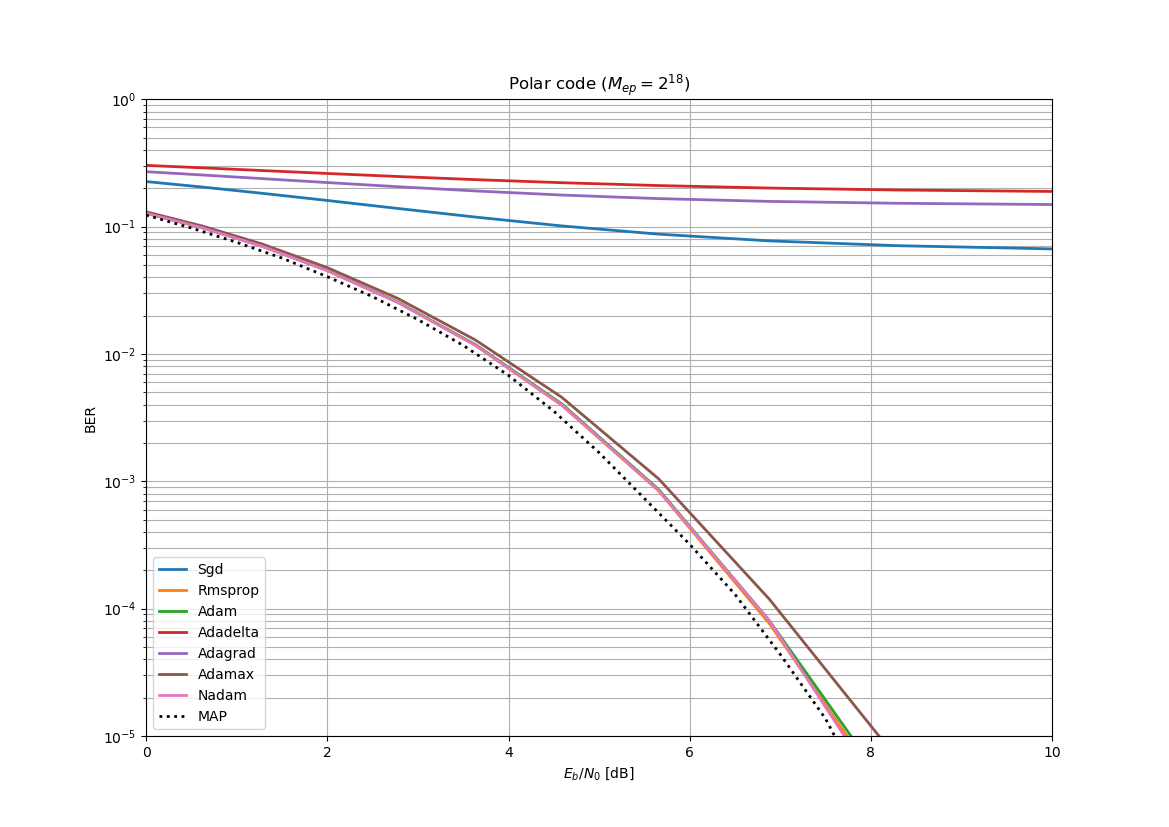 Polar code (M_ep = 2^18)
10^0
10^−1
10^−2
10^−3
10^−4
10^−5
BER
Sgd
Rmsprop
Adam
Adadelta
Adagrad
Adamax
Nadam
MAP
0 2 4 6 8 10
E_b/N_0 [dB]